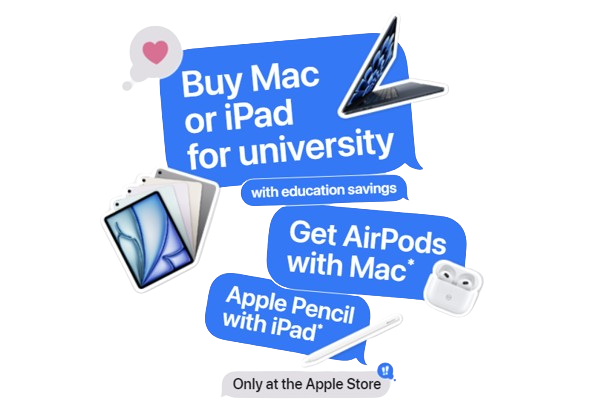 Buy Mac
or iPad
for university
with education savings
Get AirPods
with Mac*
Apple Pencil
with iPad*
Only at the Apple Store